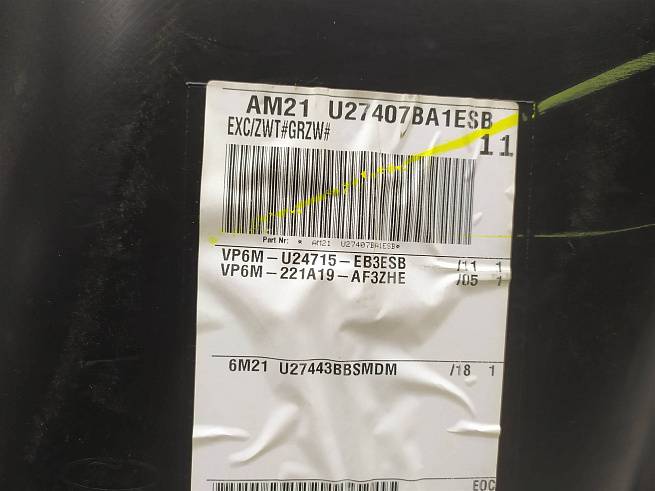 AM21 U27407BA1ESB
EXC/ZWT#GRZW#
11
Part Nr: * AM21 U27407BA1ESB*
VP6M-U24715-EB3ESB /11 1
VP6M-221A19-AF3ZHE /05 1
6M21 U27443BBSMDM /18 1
EOC